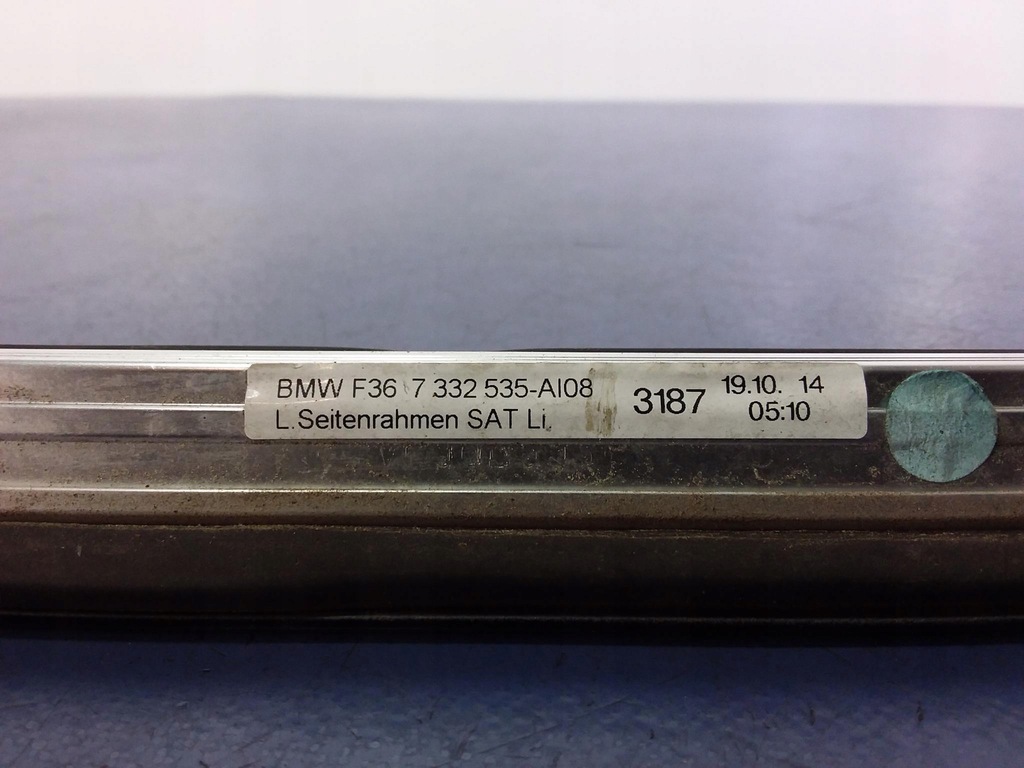 BMW F36 7 332 535-AI08
L.Seitenrahmen SAT Li.
3187
19.10. 14
05:10